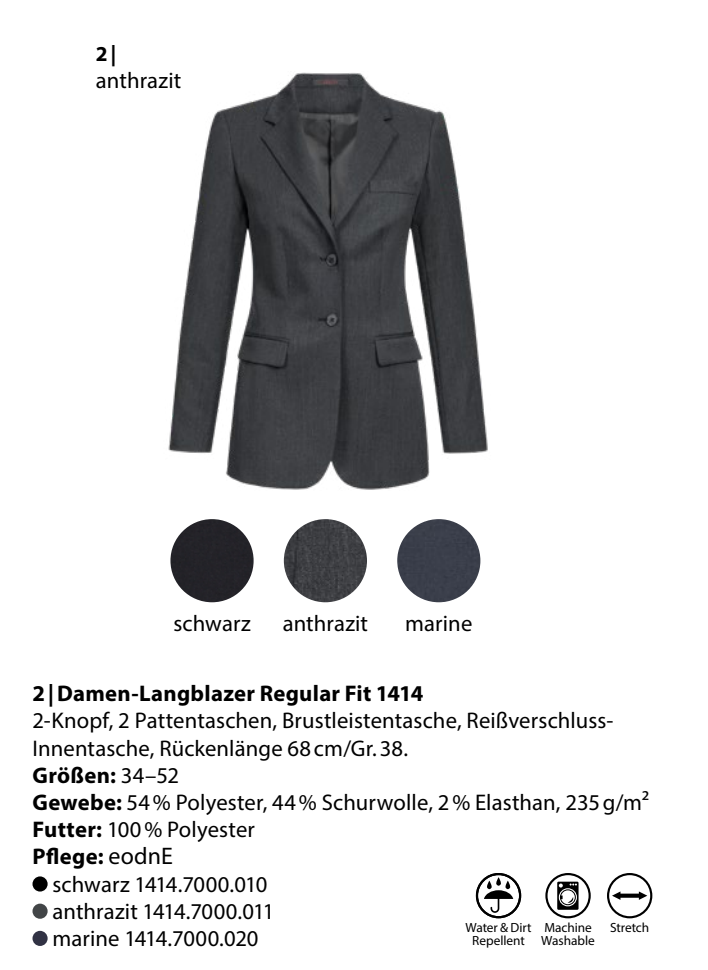 2|
anthrazit
schwarz
anthrazit
marine
2|Damen-Langblazer Regular Fit 1414
2-Knopf, 2 Pattentaschen, Brustleistentasche, Reißverschluss-
Innentasche, Rückenlänge 68 cm/Gr. 38.
Größen: 34–52
Gewebe: 54 % Polyester, 44 % Schurwolle, 2 % Elasthan, 235 g/m²
Futter: 100 % Polyester
Pflege: eodnE
schwarz 1414.7000.010
anthrazit 1414.7000.011
marine 1414.7000.020
Water & Dirt
Repellent
Machine
Washable
Stretch